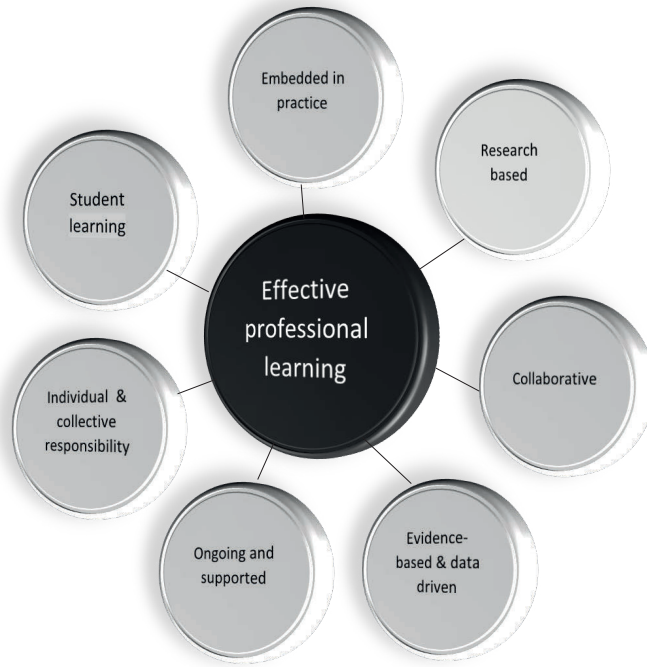 Embedded in
practice
Research
based
Student
learning
Effective
professional
learning
Collaborative
Individual & 
collective
responsibility
Ongoing and
supported
Evidence-
based & data
driven